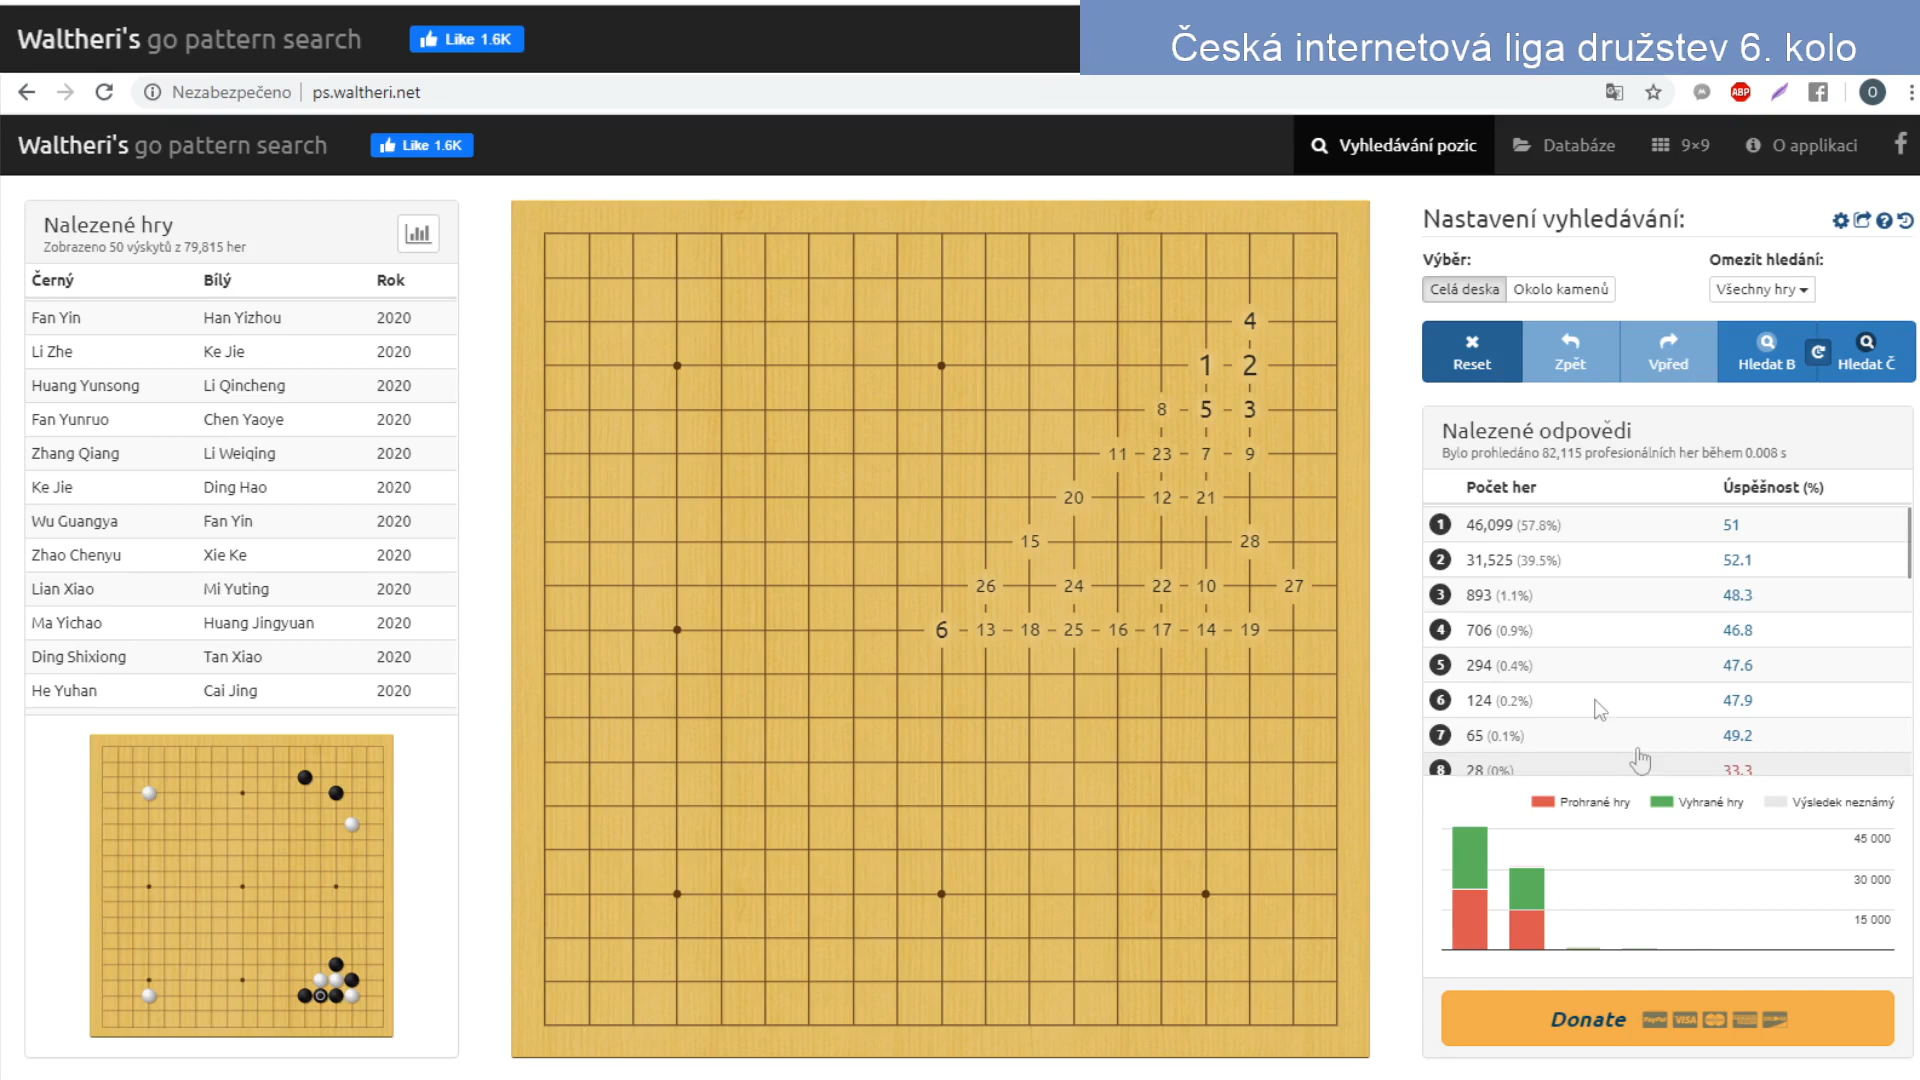 Waltheri's go pattern search
Like 1.6K
Česká internetová liga družstev 6. kolo
Nezabezpečeno
ps.waltheri.net
ABP
O
Waltheri's go pattern search
Like 1.6K
Vyhledávání pozic
Databáze
9×9
O applikaci
Nalezené hry
Zobrazeno 50 výskytů z 79,815 her
Černý Bílý Rok
Fan Yin Han Yizhou 2020
Li Zhe Ke Jie 2020
Huang Yunsong Li Qincheng 2020
Fan Yunruo Chen Yaoye 2020
Zhang Qiang Li Weiqing 2020
Ke Jie Ding Hao 2020
Wu Guangya Fan Yin 2020
Zhao Chenyu Xie Ke 2020
Lian Xiao Mi Yuting 2020
Ma Yichao Huang Jingyuan 2020
Ding Shixiong Tan Xiao 2020
He Yuhan Cai Jing 2020
4
1 2
8 5 3
11 23 7 9
20 12 21
15 28
26 24 22 10 27
6 13 18 25 16 17 14 19
Nastavení vyhledávání:
Výběr:
Omezit hledání:
Celá deska
Okolo kamenů
Všechny hry
Reset
Zpět
Vpřed
Hledat B
Hledat Č
Nalezené odpovědi
Bylo prohledáno 82,115 profesionálních her během 0.008 s
Počet her Úspěšnost (%)
1 46,099 (57.8%) 51
2 31,525 (39.5%) 52.1
3 893 (1.1%) 48.3
4 706 (0.9%) 46.8
5 294 (0.4%) 47.6
6 124 (0.2%) 47.9
7 65 (0.1%) 49.2
8 28 (0%) 33.3
Prohrané hry
Vyhrané hry
Výsledek neznámý
45 000
30 000
15 000
Donate
PayPal
VISA